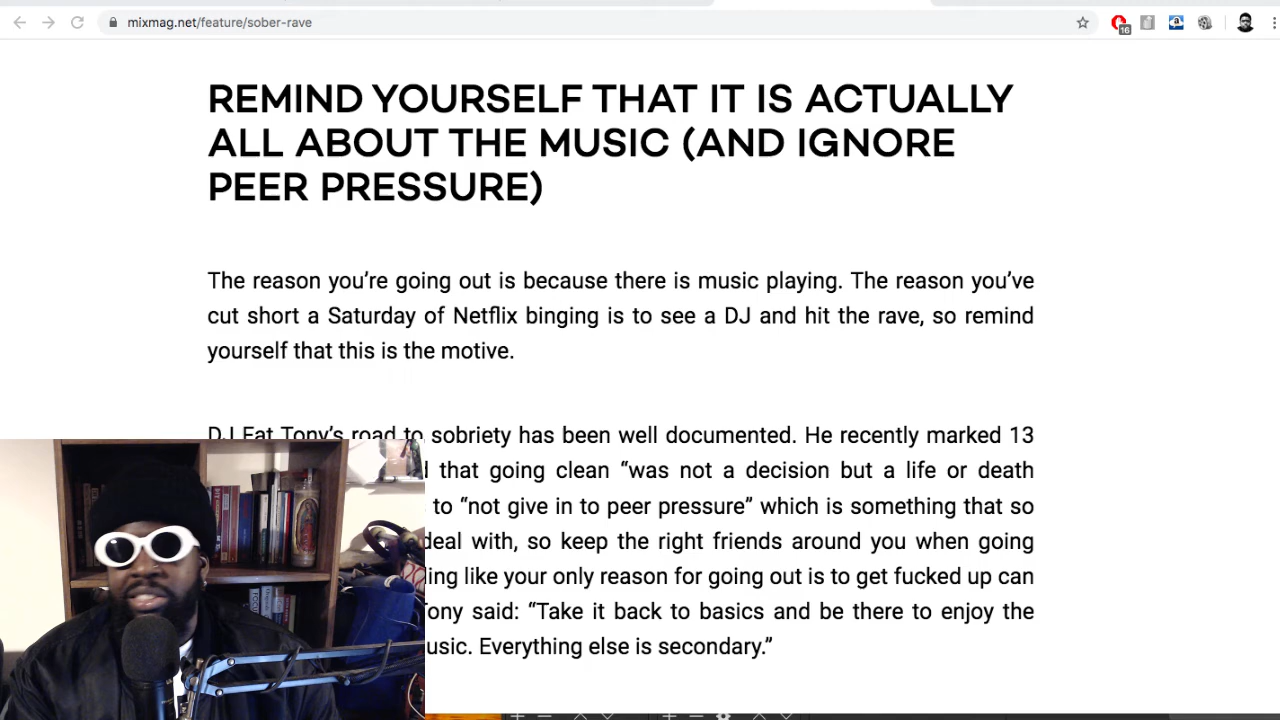 mixmag.net/feature/sober-rave
16
REMIND YOURSELF THAT IT IS ACTUALLY
ALL ABOUT THE MUSIC (AND IGNORE
PEER PRESSURE)
The reason you’re going out is because there is music playing. The reason you’ve
cut short a Saturday of Netflix binging is to see a DJ and hit the rave, so remind
yourself that this is the motive.
DJ Fat Tony’s road to sobriety has been well documented. He recently marked 13
that going clean “was not a decision but a life or death
to “not give in to peer pressure” which is something that so
deal with, so keep the right friends around you when going
like your only reason for going out is to get fucked up can
Tony said: “Take it back to basics and be there to enjoy the
Everything else is secondary.”